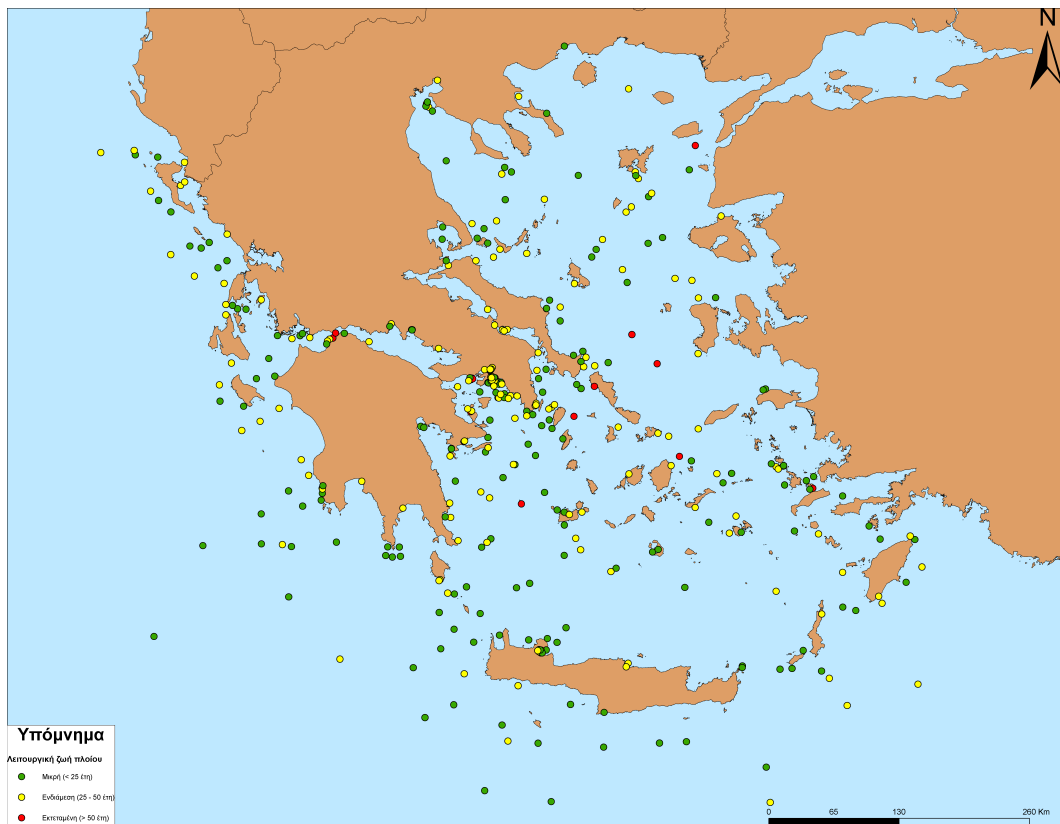 N
Υπόμνημα
Λειτουργική ζωή πλοίου
Μικρή (< 25 έτη)
Ενδιάμεση (25 - 50 έτη)
Εκτεταμένη (> 50 έτη)
0 65 130 260 Km